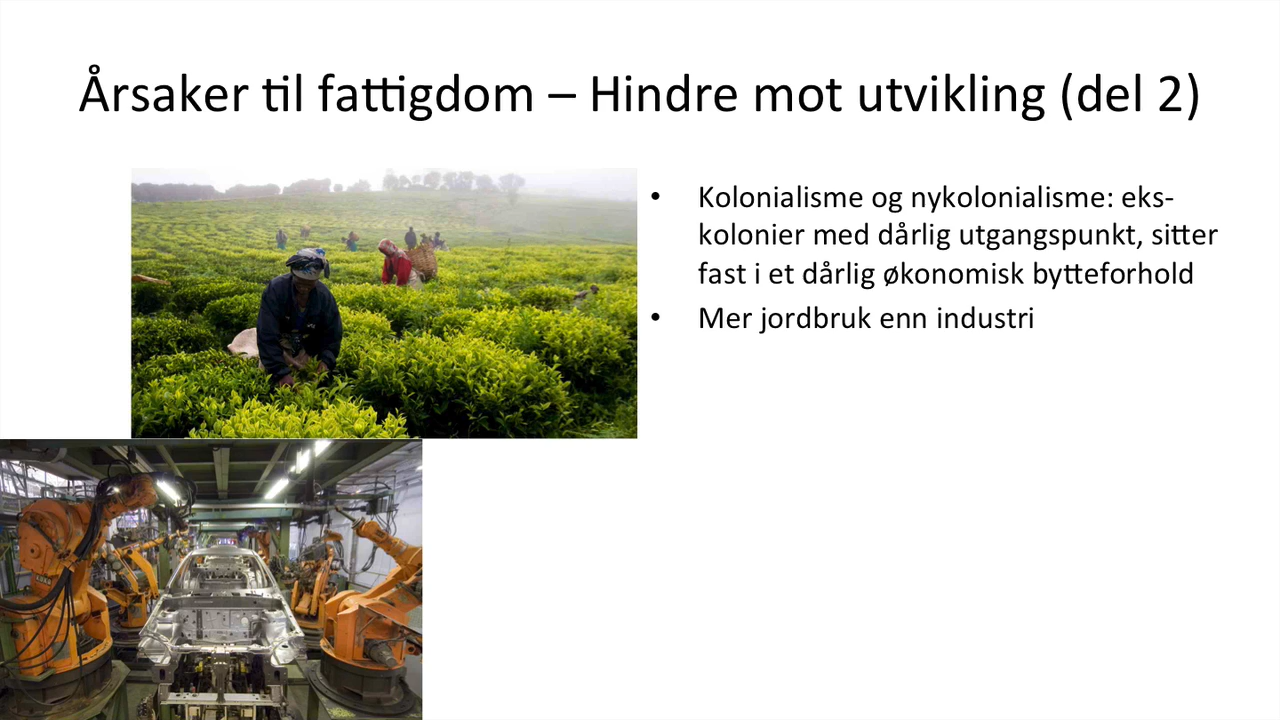 Årsaker til fattigdom – Hindre mot utvikling (del 2)
• Kolonialisme og nykolonialisme: eks-
kolonier med dårlig utgangspunkt, sitter
fast i et dårlig økonomisk bytteforhold
• Mer jordbruk enn industri
KUKA